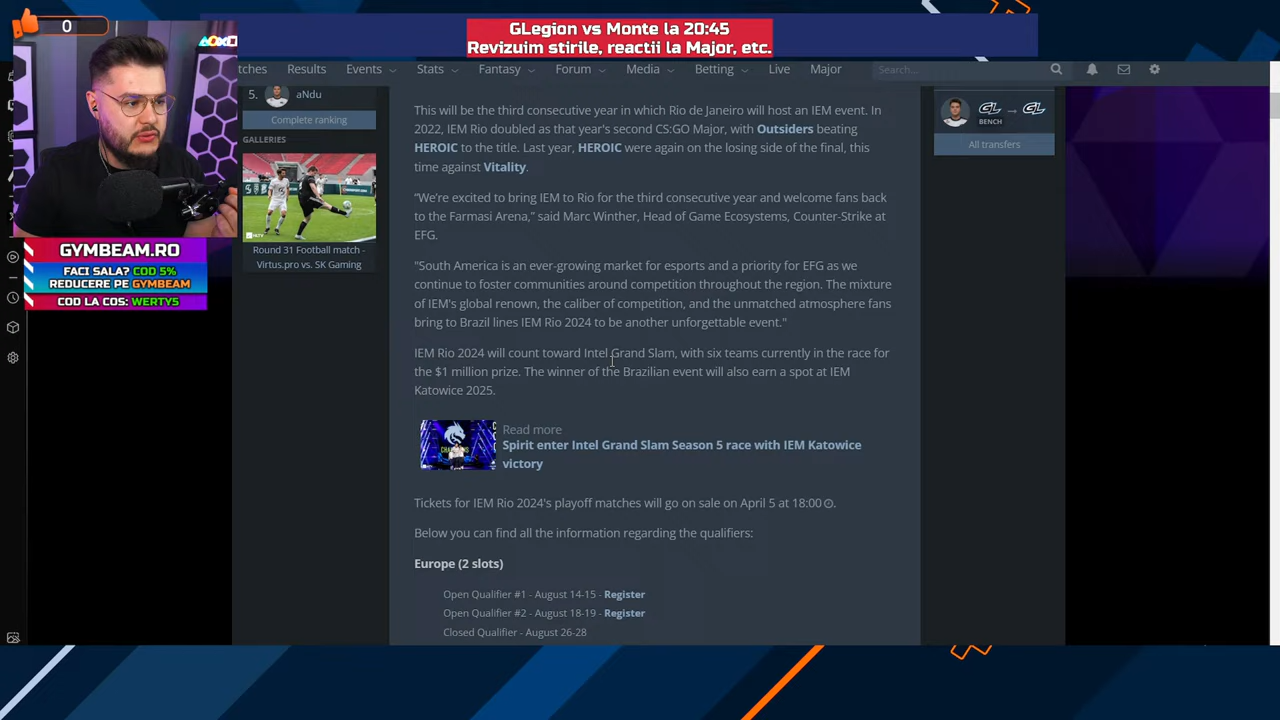 0
GLegion vs Monte la 20:45
Revizuim stirile, reactii la Major, etc.
tches Results Events Stats Fantasy Forum Media Betting Live Major Search...
5. aNdu
Complete ranking
GALLERIES
Round 31 Football match -
Virtus.pro vs. SK Gaming
GYMBEAM.RO
FACI SALA? COD 5%
REDUCERE PE GYMBEAM
COD LA COS: WERTY5
This will be the third consecutive year in which Rio de Janeiro will host an IEM event. In
2022, IEM Rio doubled as that year's second CS:GO Major, with Outsiders beating
HEROIC to the title. Last year, HEROIC were again on the losing side of the final, this
time against Vitality.
“We're excited to bring IEM to Rio for the third consecutive year and welcome fans back
to the Farmasi Arena,” said Marc Winther, Head of Game Ecosystems, Counter-Strike at
EFG.
"South America is an ever-growing market for esports and a priority for EFG as we
continue to foster communities around competition throughout the region. The mixture
of IEM's global renown, the caliber of competition, and the unmatched atmosphere fans
bring to Brazil lines IEM Rio 2024 to be another unforgettable event."
IEM Rio 2024 will count toward Intel Grand Slam, with six teams currently in the race for
the $1 million prize. The winner of the Brazilian event will also earn a spot at IEM
Katowice 2025.
Read more
Spirit enter Intel Grand Slam Season 5 race with IEM Katowice
victory
Tickets for IEM Rio 2024's playoff matches will go on sale on April 5 at 18:00.
Below you can find all the information regarding the qualifiers:
Europe (2 slots)
Open Qualifier #1 - August 14-15 - Register
Open Qualifier #2 - August 18-19 - Register
Closed Qualifier - August 26-28
GL → GL
BENCH
All transfers